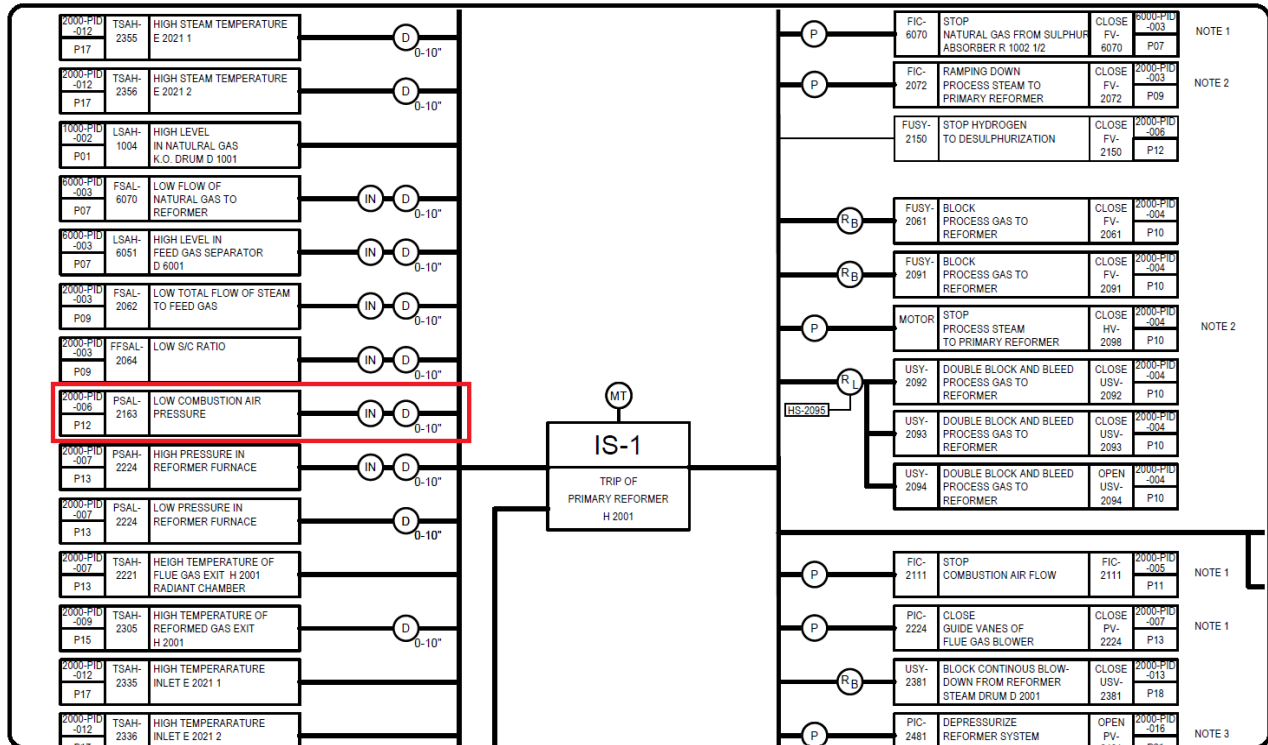 2000-PID
-012
P17
TSAH-
2355
HIGH STEAM TEMPERATURE
E 2021 1
D
0-10"
2000-PID
-012
P17
TSAH-
2356
HIGH STEAM TEMPERATURE
E 2021 2
D
0-10"
1000-PID
-002
P01
LSAH-
1004
HIGH LEVEL
IN NATULRAL GAS
K.O. DRUM D 1001
6000-PID
-003
P07
FSAL-
6070
LOW FLOW OF
NATURAL GAS TO
REFORMER
IN
D
0-10"
6000-PID
-003
P07
LSAH-
6051
HIGH LEVEL IN
FEED GAS SEPARATOR
D 6001
IN
D
0-10"
2000-PID
-003
P09
FSAL-
2062
LOW TOTAL FLOW OF STEAM
TO FEED GAS
IN
D
0-10"
2000-PID
-003
P09
FFSAL-
2064
LOW S/C RATIO
IN
D
0-10"
2000-PID
-006
P12
PSAL-
2163
LOW COMBUSTION AIR
PRESSURE
IN
D
0-10"
2000-PID
-007
P13
PSAH-
2224
HIGH PRESSURE IN
REFORMER FURNACE
IN
D
0-10"
2000-PID
-007
P13
PSAL-
2224
LOW PRESSURE IN
REFORMER FURNACE
D
0-10"
2000-PID
-007
P13
TSAH-
2221
HEIGH TEMPERATURE OF
FLUE GAS EXIT H 2001
RADIANT CHAMBER
2000-PID
-009
P15
TSAH-
2305
HIGH TEMPERATURE OF
REFORMED GAS EXIT
H 2001
D
0-10"
2000-PID
-012
P17
TSAH-
2335
HIGH TEMPERARATURE
INLET E 2021 1
2000-PID
-012
TSAH-
2336
HIGH TEMPERARATURE
INLET E 2021 2
MT
IS-1
TRIP OF
PRIMARY REFORMER
H 2001
P
FIC-
6070
STOP
NATURAL GAS FROM SULPHUR
ABSORBER R 1002 1/2
CLOSE
FV-
6070
6000-PID
-003
P07
NOTE 1
P
FIC-
2072
RAMPING DOWN
PROCESS STEAM TO
PRIMARY REFORMER
CLOSE
FV-
2072
2000-PID
-003
P09
NOTE 2
FUSY-
2150
STOP HYDROGEN
TO DESULPHURIZATION
CLOSE
FV-
2150
2000-PID
-006
P12
RB
FUSY-
2061
BLOCK
PROCESS GAS TO
REFORMER
CLOSE
FV-
2061
2000-PID
-004
P10
RB
FUSY-
2091
BLOCK
PROCESS GAS TO
REFORMER
CLOSE
FV-
2091
2000-PID
-004
P10
P
MOTOR
STOP
PROCESS STEAM
TO PRIMARY REFORMER
CLOSE
HV-
2098
2000-PID
-004
P10
NOTE 2
RL
HS-2095
USY-
2092
DOUBLE BLOCK AND BLEED
PROCESS GAS TO
REFORMER
CLOSE
USV-
2092
2000-PID
-004
P10
USY-
2093
DOUBLE BLOCK AND BLEED
PROCESS GAS TO
REFORMER
CLOSE
USV-
2093
2000-PID
-004
P10
USY-
2094
DOUBLE BLOCK AND BLEED
PROCESS GAS TO
REFORMER
OPEN
USV-
2094
2000-PID
-004
P10
P
FIC-
2111
STOP
COMBUSTION AIR FLOW
FIC-
2111
2000-PID
-005
P11
NOTE 1
P
PIC-
2224
CLOSE
GUIDE VANES OF
FLUE GAS BLOWER
CLOSE
PV-
2224
2000-PID
-007
P13
NOTE 1
RB
USY-
2381
BLOCK CONTINOUS BLOW-
DOWN FROM REFORMER
STEAM DRUM D 2001
CLOSE
USV-
2381
2000-PID
-013
P18
P
PIC-
2481
DEPRESSURIZE
REFORMER SYSTEM
OPEN
PV-
2000-PID
-016
NOTE 3